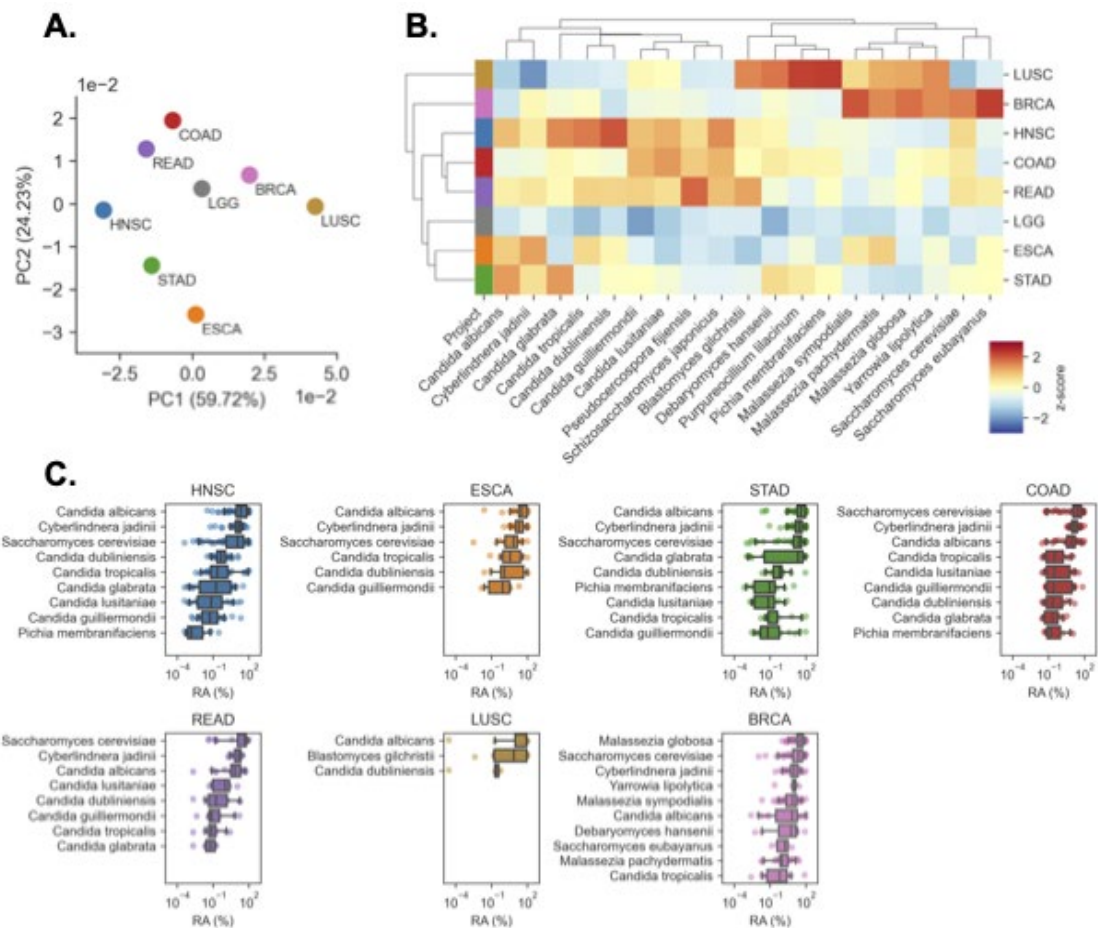 A.
1e−2
2
1
0
−1
−2
−3
PC2 (24.23%)
COAD
READ
BRCA
LGG
LUSC
HNSC
STAD
ESCA
−2.5
0.0
2.5
5.0
PC1 (59.72%)
1e−2
B.
LUSC
BRCA
HNSC
COAD
READ
LGG
ESCA
STAD
Project
Candida albicans
Cyberlindnera jadinii
Candida glabrata
Candida tropicalis
Candida dubliniensis
Candida guilliermondii
Candida lusitaniae
Pseudocercospora fijiensis
Schizosaccharomyces japonicus
Blastomyces gilchristii
Debaryomyces hansenii
Purpureocillium lilacinum
Pichia membranifaciens
Malassezia sympodialis
Malassezia pachydermatis
Malassezia globosa
Yarrowia lipolytica
Saccharomyces cerevisiae
Saccharomyces eubayanus
2
0
−2
z-score
C.
HNSC
Candida albicans
Cyberlindnera jadinii
Saccharomyces cerevisiae
Candida dubliniensis
Candida tropicalis
Candida glabrata
Candida lusitaniae
Candida guilliermondii
Pichia membranifaciens
10⁻⁴ 10⁻¹ 10²
RA (%)
ESCA
Candida albicans
Cyberlindnera jadinii
Saccharomyces cerevisiae
Candida tropicalis
Candida dubliniensis
Candida guilliermondii
10⁻⁴ 10⁻¹ 10²
RA (%)
STAD
Candida albicans
Cyberlindnera jadinii
Saccharomyces cerevisiae
Candida glabrata
Candida dubliniensis
Pichia membranifaciens
Candida lusitaniae
Candida tropicalis
Candida guilliermondii
10⁻⁴ 10⁻¹ 10²
RA (%)
COAD
Saccharomyces cerevisiae
Cyberlindnera jadinii
Candida albicans
Candida tropicalis
Candida lusitaniae
Candida guilliermondii
Candida dubliniensis
Candida glabrata
Pichia membranifaciens
10⁻⁴ 10⁻¹ 10²
RA (%)
READ
Saccharomyces cerevisiae
Cyberlindnera jadinii
Candida albicans
Candida lusitaniae
Candida dubliniensis
Candida guilliermondii
Candida tropicalis
Candida glabrata
10⁻⁴ 10⁻¹ 10²
RA (%)
LUSC
Candida albicans
Blastomyces gilchristii
Candida dubliniensis
10⁻⁴ 10⁻¹ 10²
RA (%)
BRCA
Malassezia globosa
Saccharomyces cerevisiae
Cyberlindnera jadinii
Yarrowia lipolytica
Malassezia sympodialis
Candida albicans
Debaryomyces hansenii
Saccharomyces eubayanus
Malassezia pachydermatis
Candida tropicalis
10⁻⁴ 10⁻¹ 10²
RA (%)